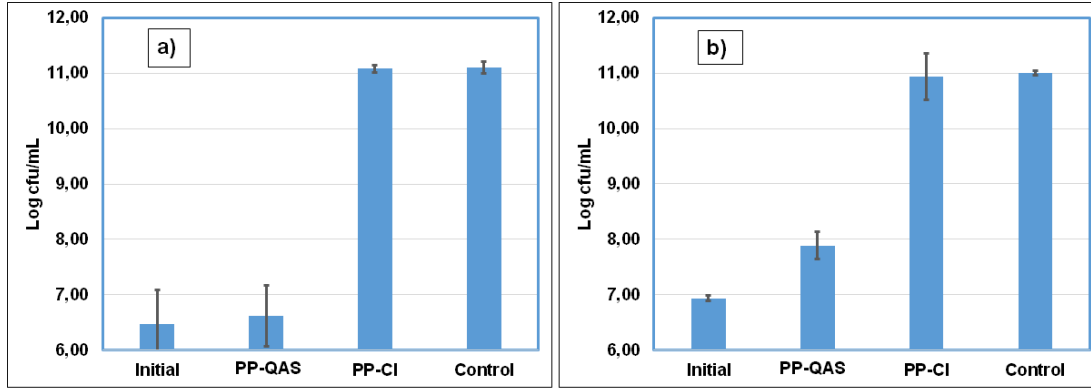 a)
Log cfu/mL
12,00
11,00
10,00
9,00
8,00
7,00
6,00
Initial PP-QAS PP-Cl Control
b)
Log cfu/mL
12,00
11,00
10,00
9,00
8,00
7,00
6,00
Initial PP-QAS PP-Cl Control